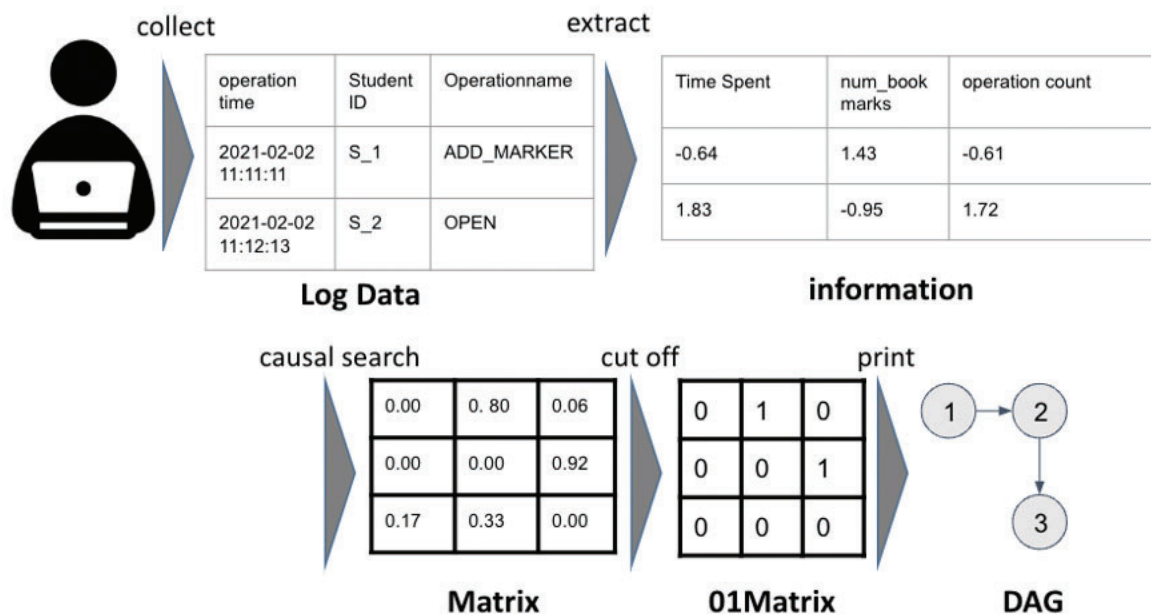 collect
extract
operation time
Student ID
Operationname
2021-02-02 11:11:11
S_1
ADD_MARKER
2021-02-02 11:12:13
S_2
OPEN
Log Data
Time Spent
num_book marks
operation count
-0.64
1.43
-0.61
1.83
-0.95
1.72
information
causal search
cut off
print
0.00 0. 80 0.06
0.00 0.00 0.92
0.17 0.33 0.00
Matrix
0 1 0
0 0 1
0 0 0
01Matrix
1 2
3
DAG